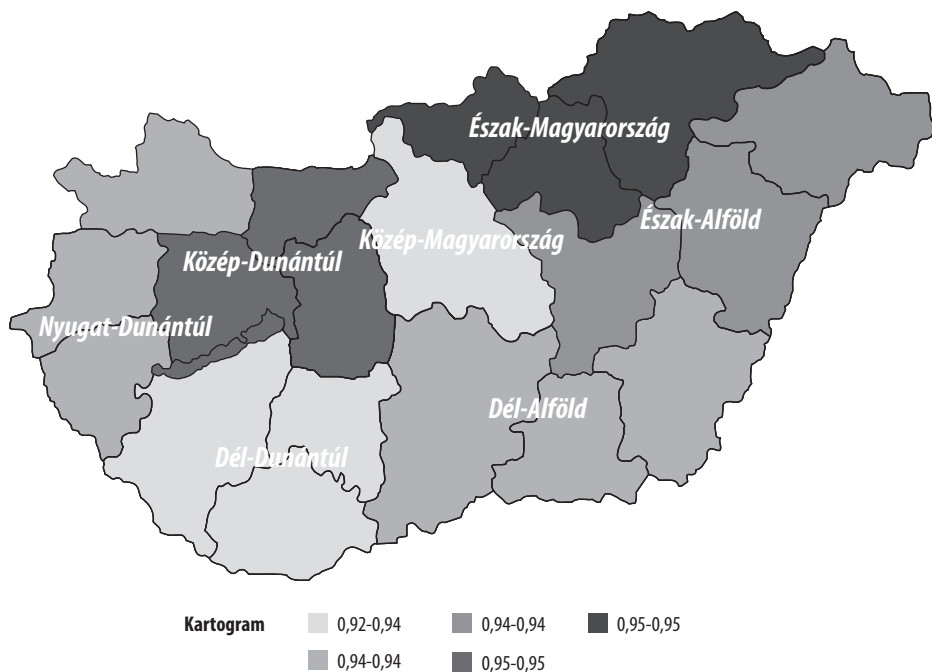 Észak-Magyarország
Észak-Alföld
Közép-Magyarország
Közép-Dunántúl
Nyugat-Dunántúl
Dél-Alföld
Dél-Dunántúl
Kartogram 0,92-0,94 0,94-0,94 0,95-0,95
0,94-0,94 0,95-0,95